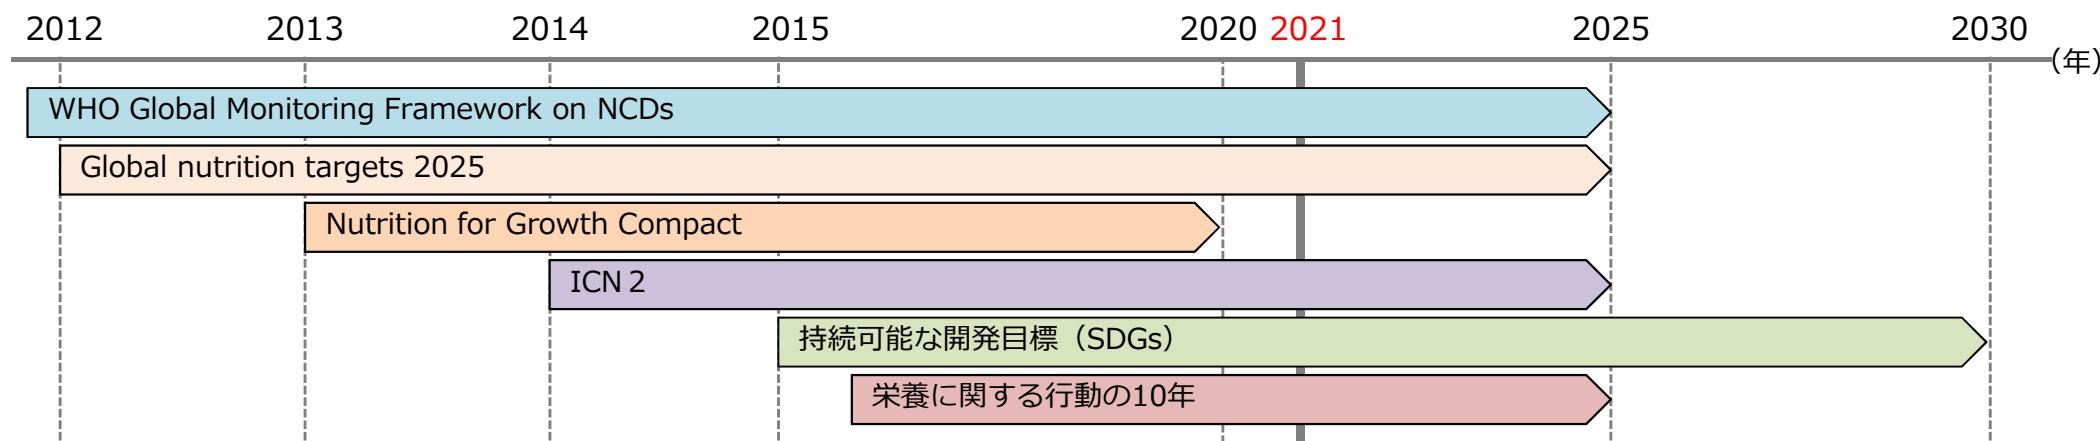 2012 2013 2014 2015 2020 2021 2025 2030
(年)
WHO Global Monitoring Framework on NCDs
Global nutrition targets 2025
Nutrition for Growth Compact
ICN 2
持続可能な開発目標（SDGs）
栄養に関する行動の10年